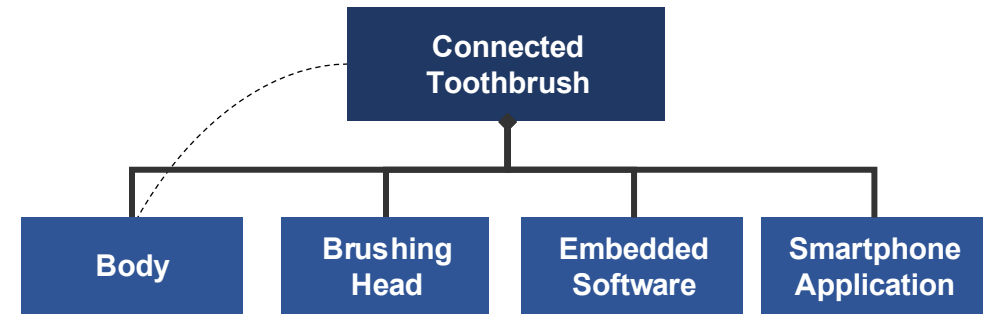 Connected
Toothbrush
Body
Brushing
Head
Embedded
Software
Smartphone
Application